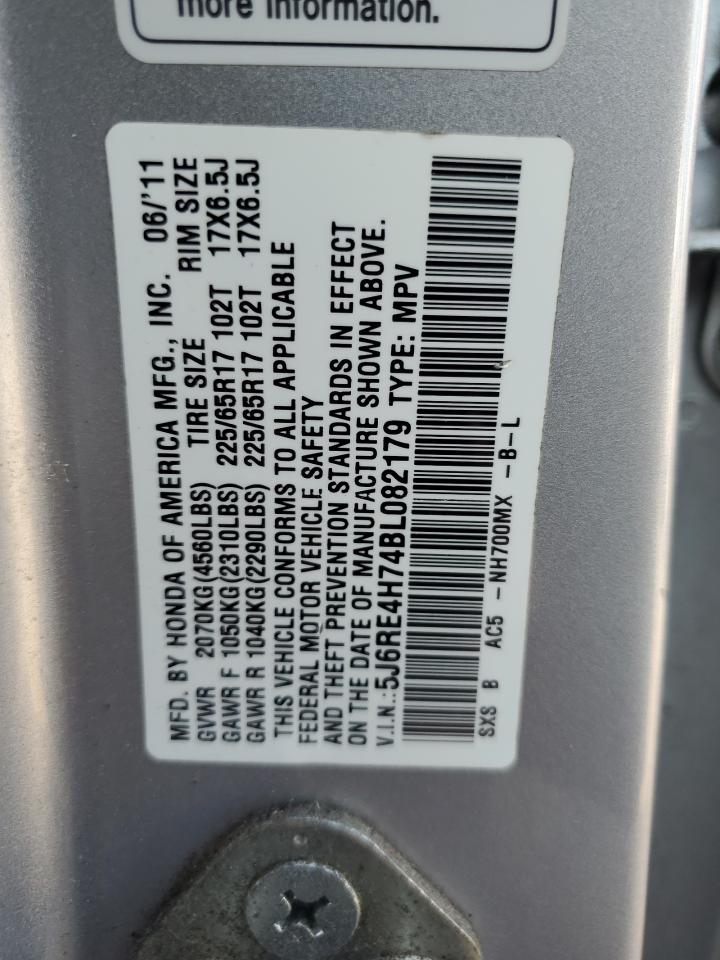 more information.
MFD. BY HONDA OF AMERICA MFG., INC. 06/'11
GVWR 2070KG(4560LBS) TIRE SIZE RIM SIZE
GAWR F 1050KG(2310LBS) 225/65R17 102T 17X6.5J
GAWR R 1040KG(2290LBS) 225/65R17 102T 17X6.5J
THIS VEHICLE CONFORMS TO ALL APPLICABLE
FEDERAL MOTOR VEHICLE SAFETY
AND THEFT PREVENTION STANDARDS IN EFFECT
ON THE DATE OF MANUFACTURE SHOWN ABOVE.
V.I.N.:5J6RE4H74BL082179 TYPE: MPV
SXS B AC5 -NH700MX -B-L